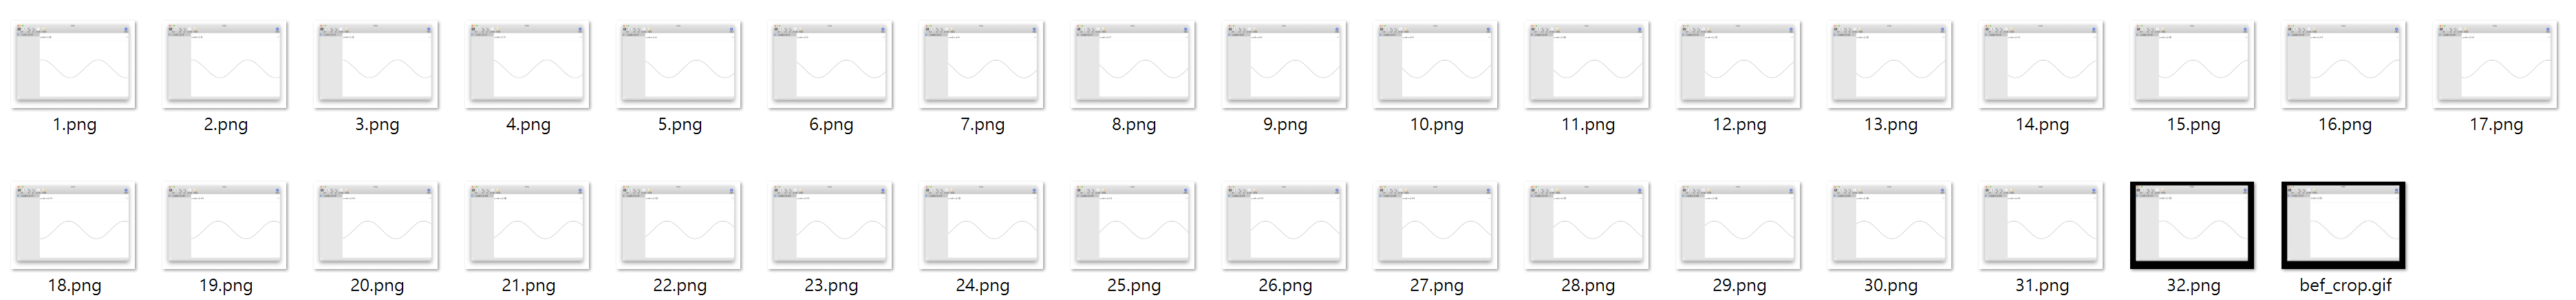 1.png 2.png 3.png 4.png 5.png 6.png 7.png 8.png 9.png 10.png 11.png 12.png 13.png 14.png 15.png 16.png 17.png
18.png 19.png 20.png 21.png 22.png 23.png 24.png 25.png 26.png 27.png 28.png 29.png 30.png 31.png 32.png bef_crop.gif